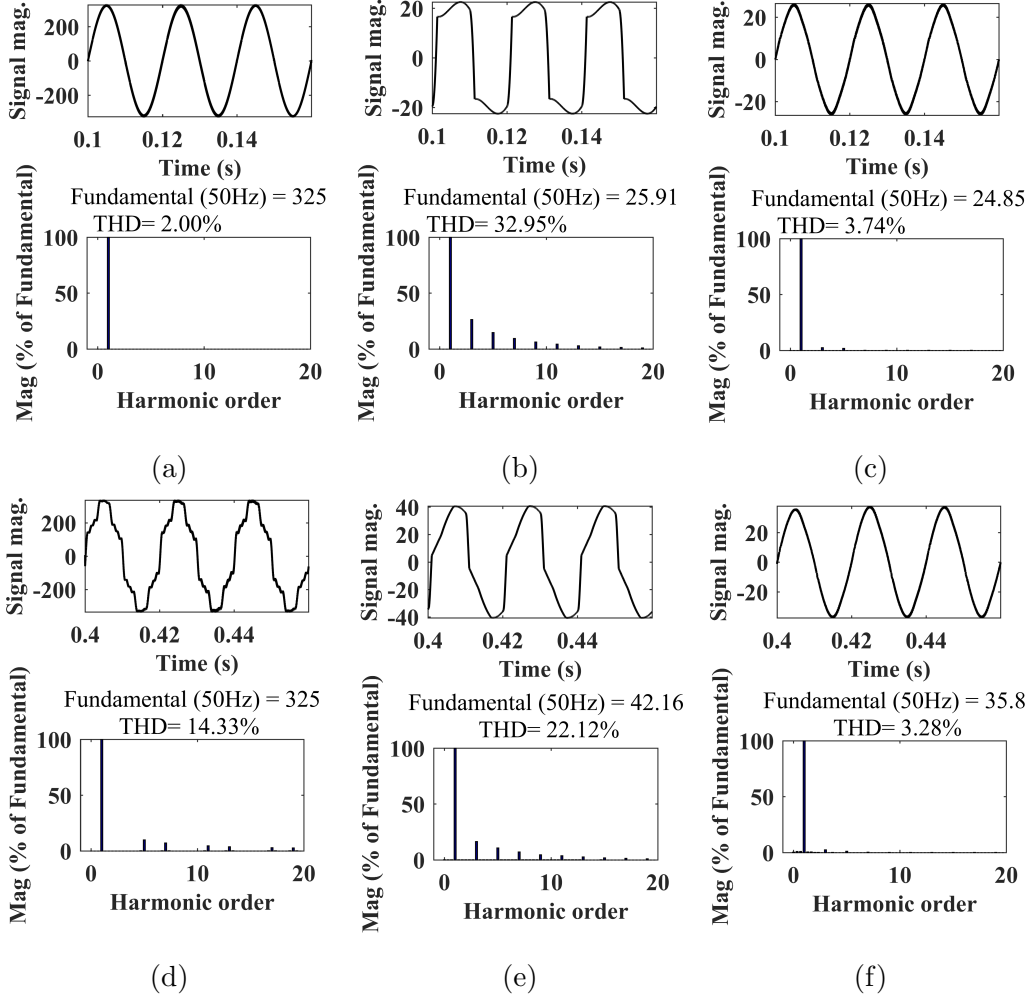 Signal mag.
200
0
-200
0.1 0.12 0.14
Time (s)
Mag (% of Fundamental)
Fundamental (50Hz) = 325
THD= 2.00%
100
50
0
0 10 20
Harmonic order
(a)
Signal mag.
20
0
-20
0.1 0.12 0.14
Time (s)
Mag (% of Fundamental)
Fundamental (50Hz) = 25.91
THD= 32.95%
100
50
0
0 10 20
Harmonic order
(b)
Signal mag.
20
0
-20
0.1 0.12 0.14
Time (s)
Mag (% of Fundamental)
Fundamental (50Hz) = 24.85
THD= 3.74%
100
50
0
0 10 20
Harmonic order
(c)
Signal mag.
200
0
-200
0.4 0.42 0.44
Time (s)
Mag (% of Fundamental)
Fundamental (50Hz) = 325
THD= 14.33%
100
50
0
0 10 20
Harmonic order
(d)
Signal mag.
40
20
0
-20
-40
0.4 0.42 0.44
Time (s)
Mag (% of Fundamental)
Fundamental (50Hz) = 42.16
THD= 22.12%
100
50
0
0 10 20
Harmonic order
(e)
Signal mag.
20
0
-20
0.4 0.42 0.44
Time (s)
Mag (% of Fundamental)
Fundamental (50Hz) = 35.8
THD= 3.28%
100
50
0
0 10 20
Harmonic order
(f)